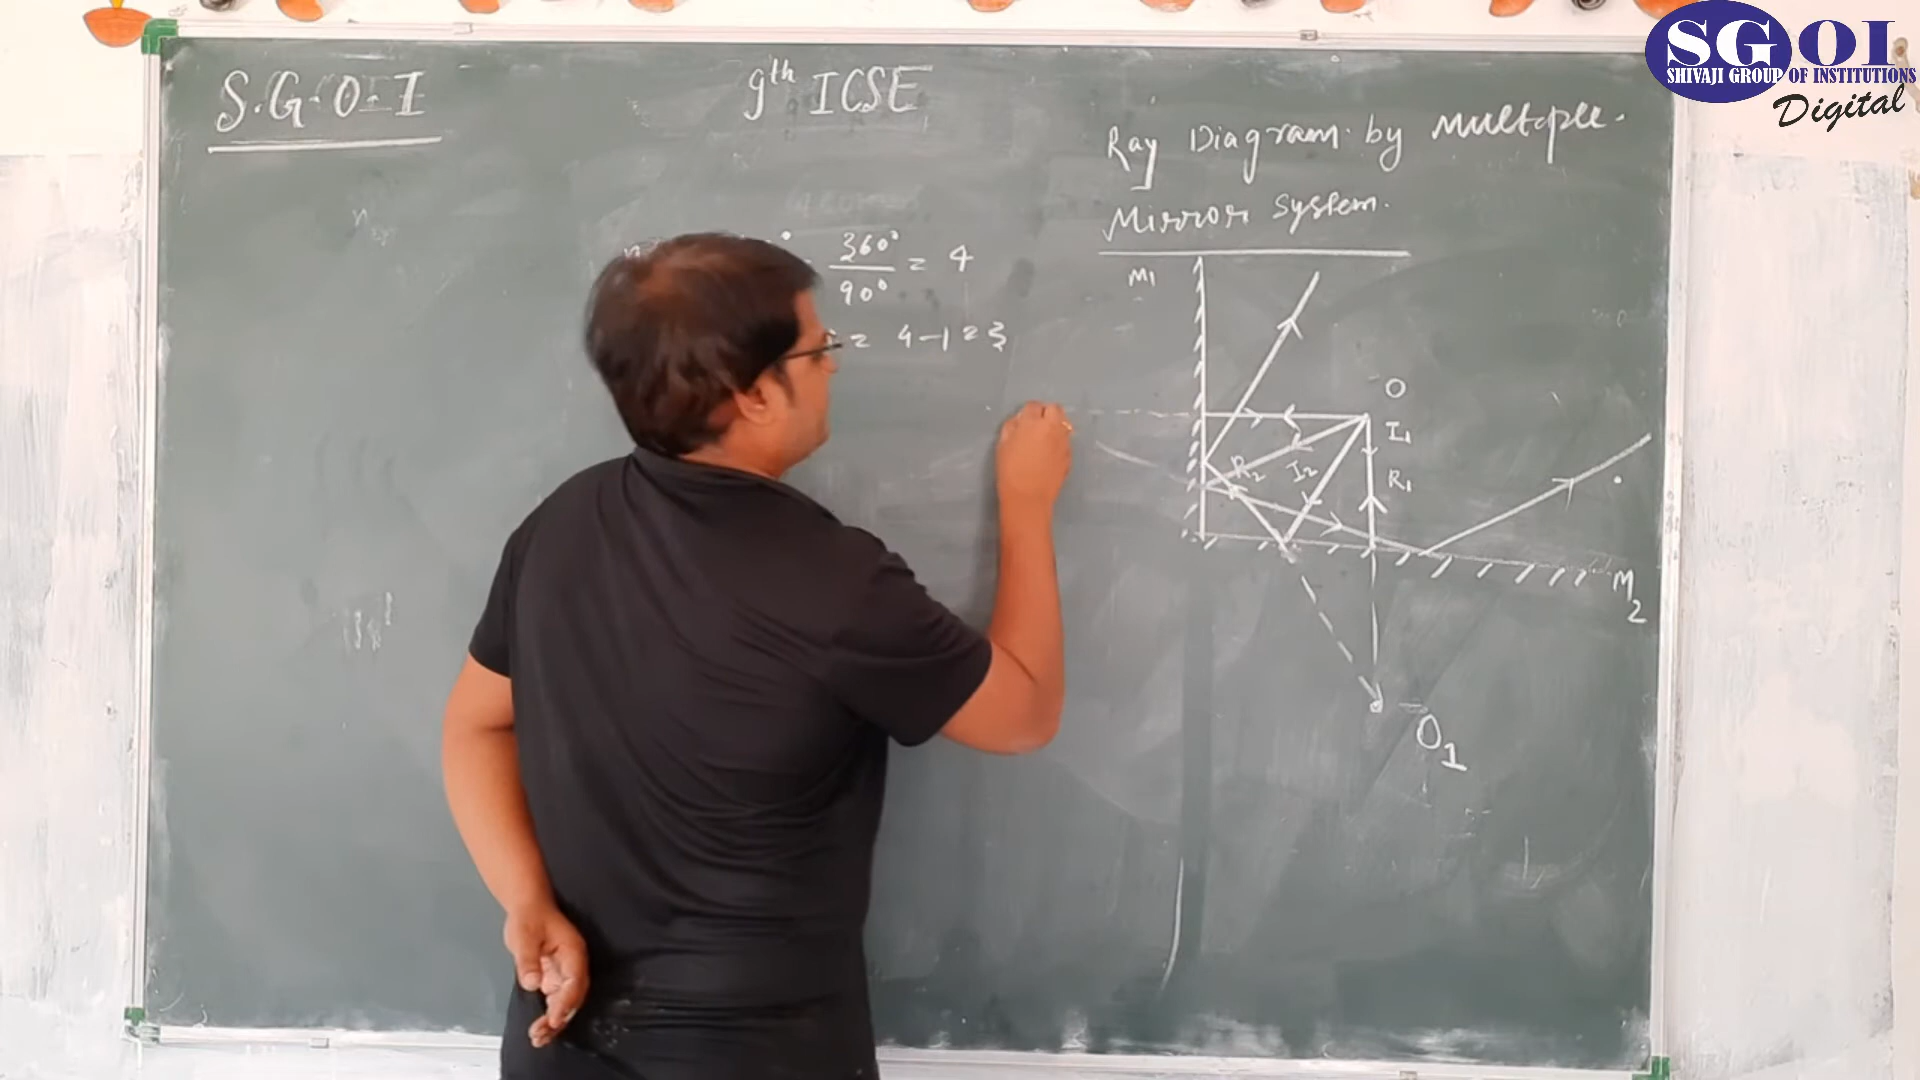 SGOI
SHIVAJI GROUP OF INSTITUTIONS
Digital
S.G.O.I
9th ICSE
Ray Diagram by Multiple.
Mirror system.
360°/90° = 4
= 4-1=3
M1
O
I1
R2 I2 R1
M2
O1